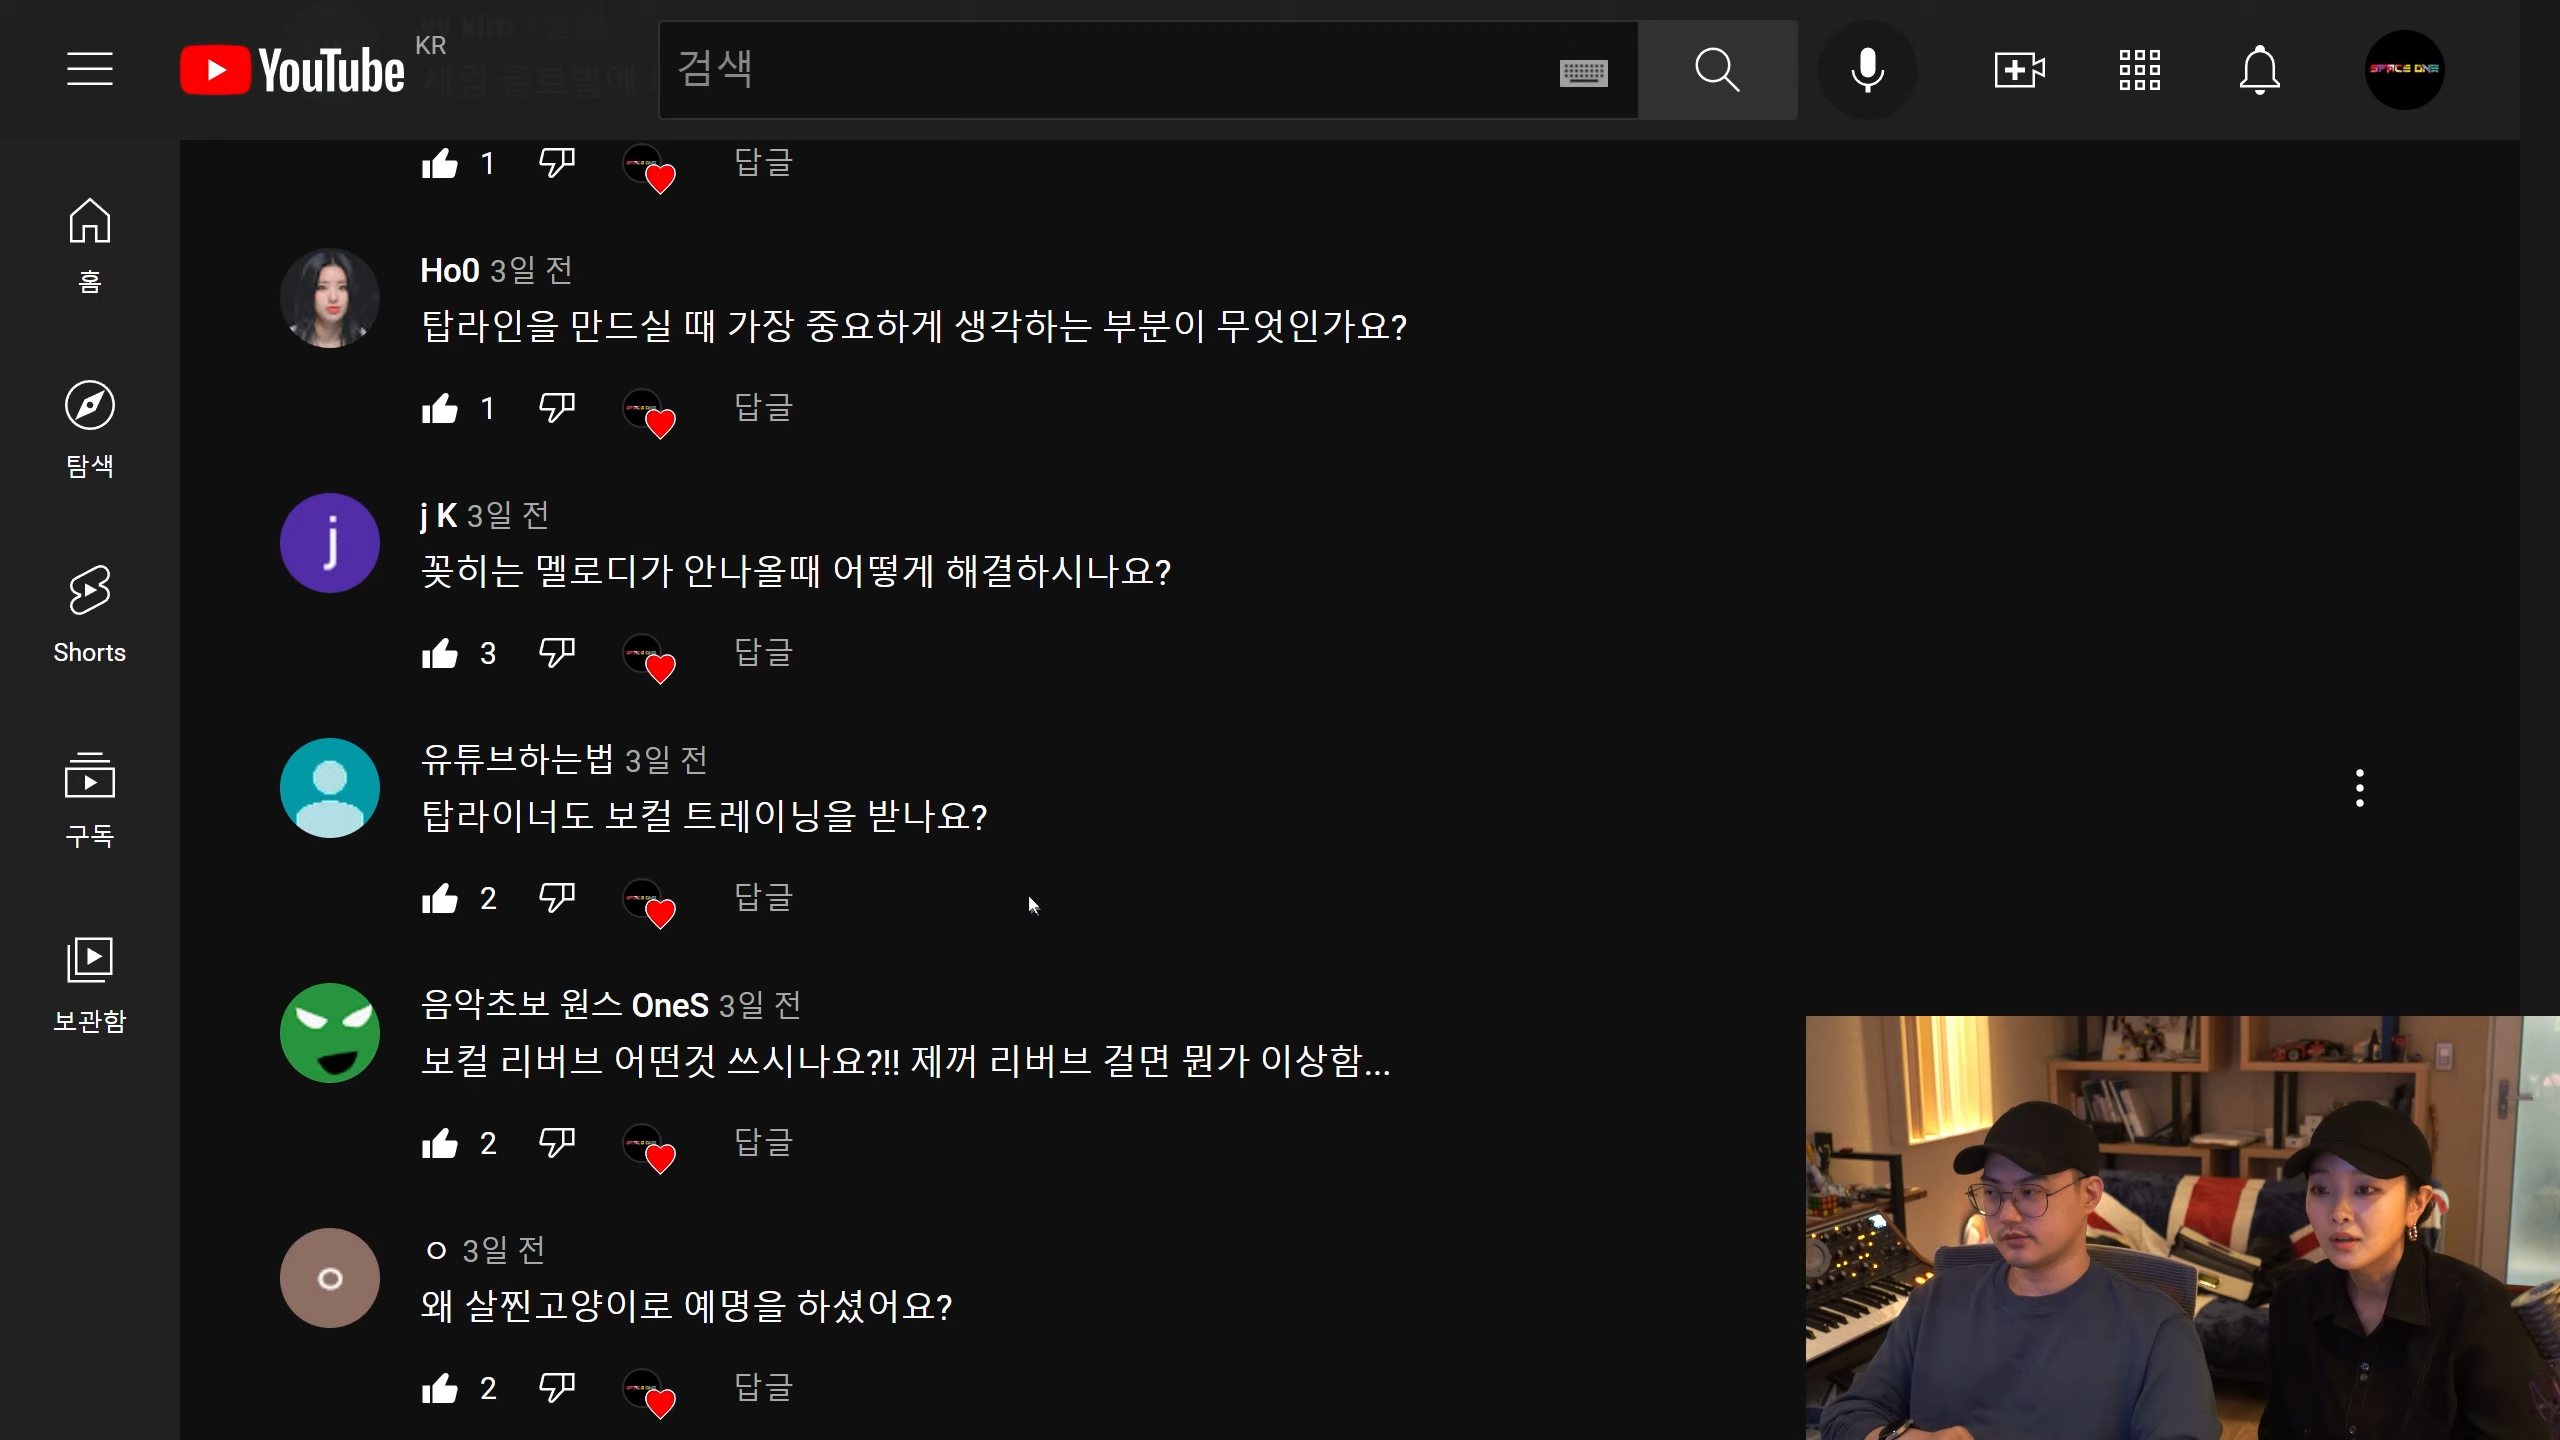 YouTube KR
검색
SPACE ONE
1 답글
홈
Ho0 3일 전
탑라인을 만드실 때 가장 중요하게 생각하는 부분이 무엇인가요?
1 답글
탐색
j
j K 3일 전
꽂히는 멜로디가 안나올때 어떻게 해결하시나요?
Shorts
3 답글
유튜브하는법 3일 전
탑라이너도 보컬 트레이닝을 받나요?
구독
2 답글
음악초보 원스 OneS 3일 전
보컬 리버브 어떤것 쓰시나요?!! 제꺼 리버브 걸면 뭔가 이상함...
보관함
2 답글
ㅇ
ㅇ 3일 전
왜 살찐고양이로 예명을 하셨어요?
2 답글